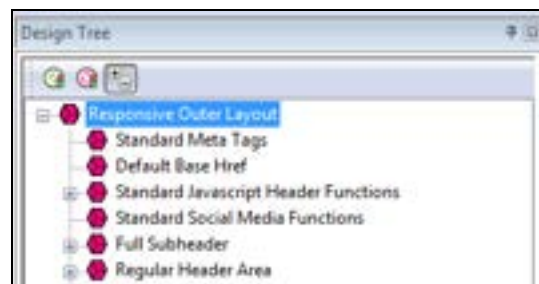 Design Tree
Responsive Outer Layout
Standard Meta Tags
Default Base Href
Standard Javascript Header Functions
Standard Social Media Functions
Full Subheader
Regular Header Area